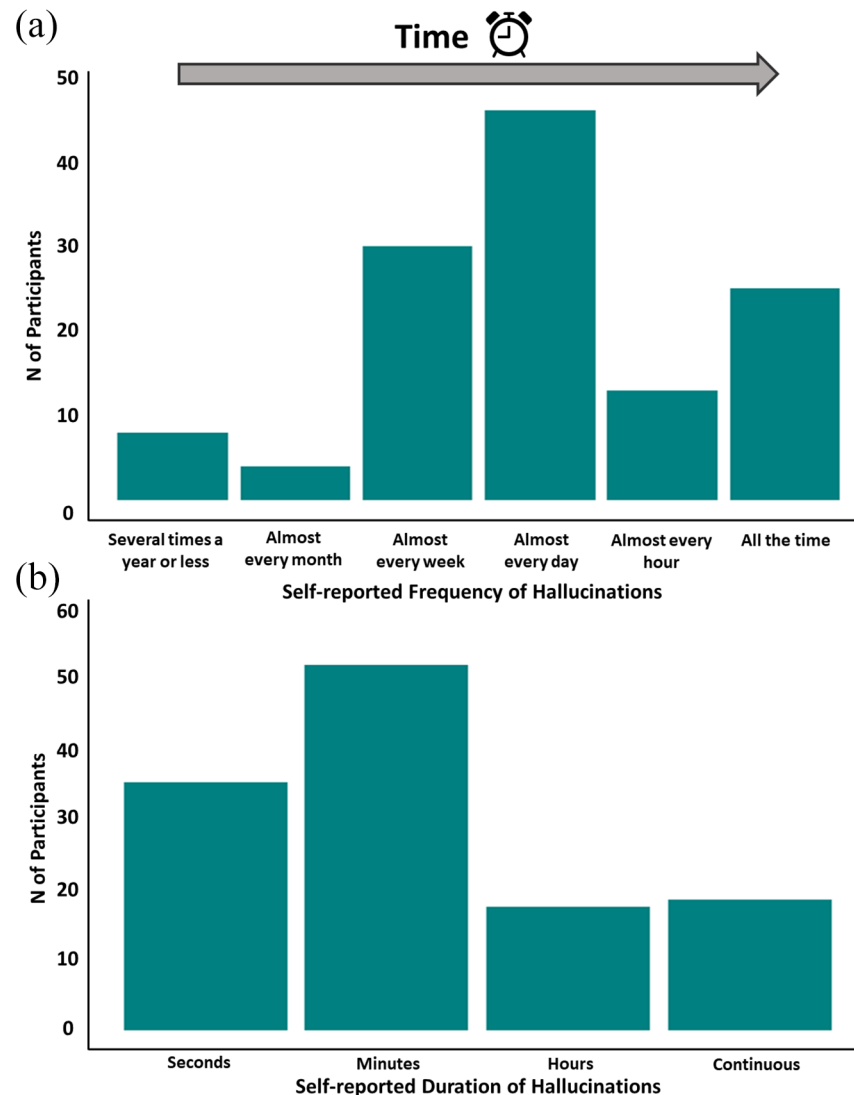 (a)
Time
50
40
30
20
10
0
N of Participants
Several times a
year or less
Almost
every month
Almost
every week
Almost
every day
Almost every
hour
All the time
Self-reported Frequency of Hallucinations
(b)
60
50
40
30
20
10
0
N of Participants
Seconds
Minutes
Hours
Continuous
Self-reported Duration of Hallucinations